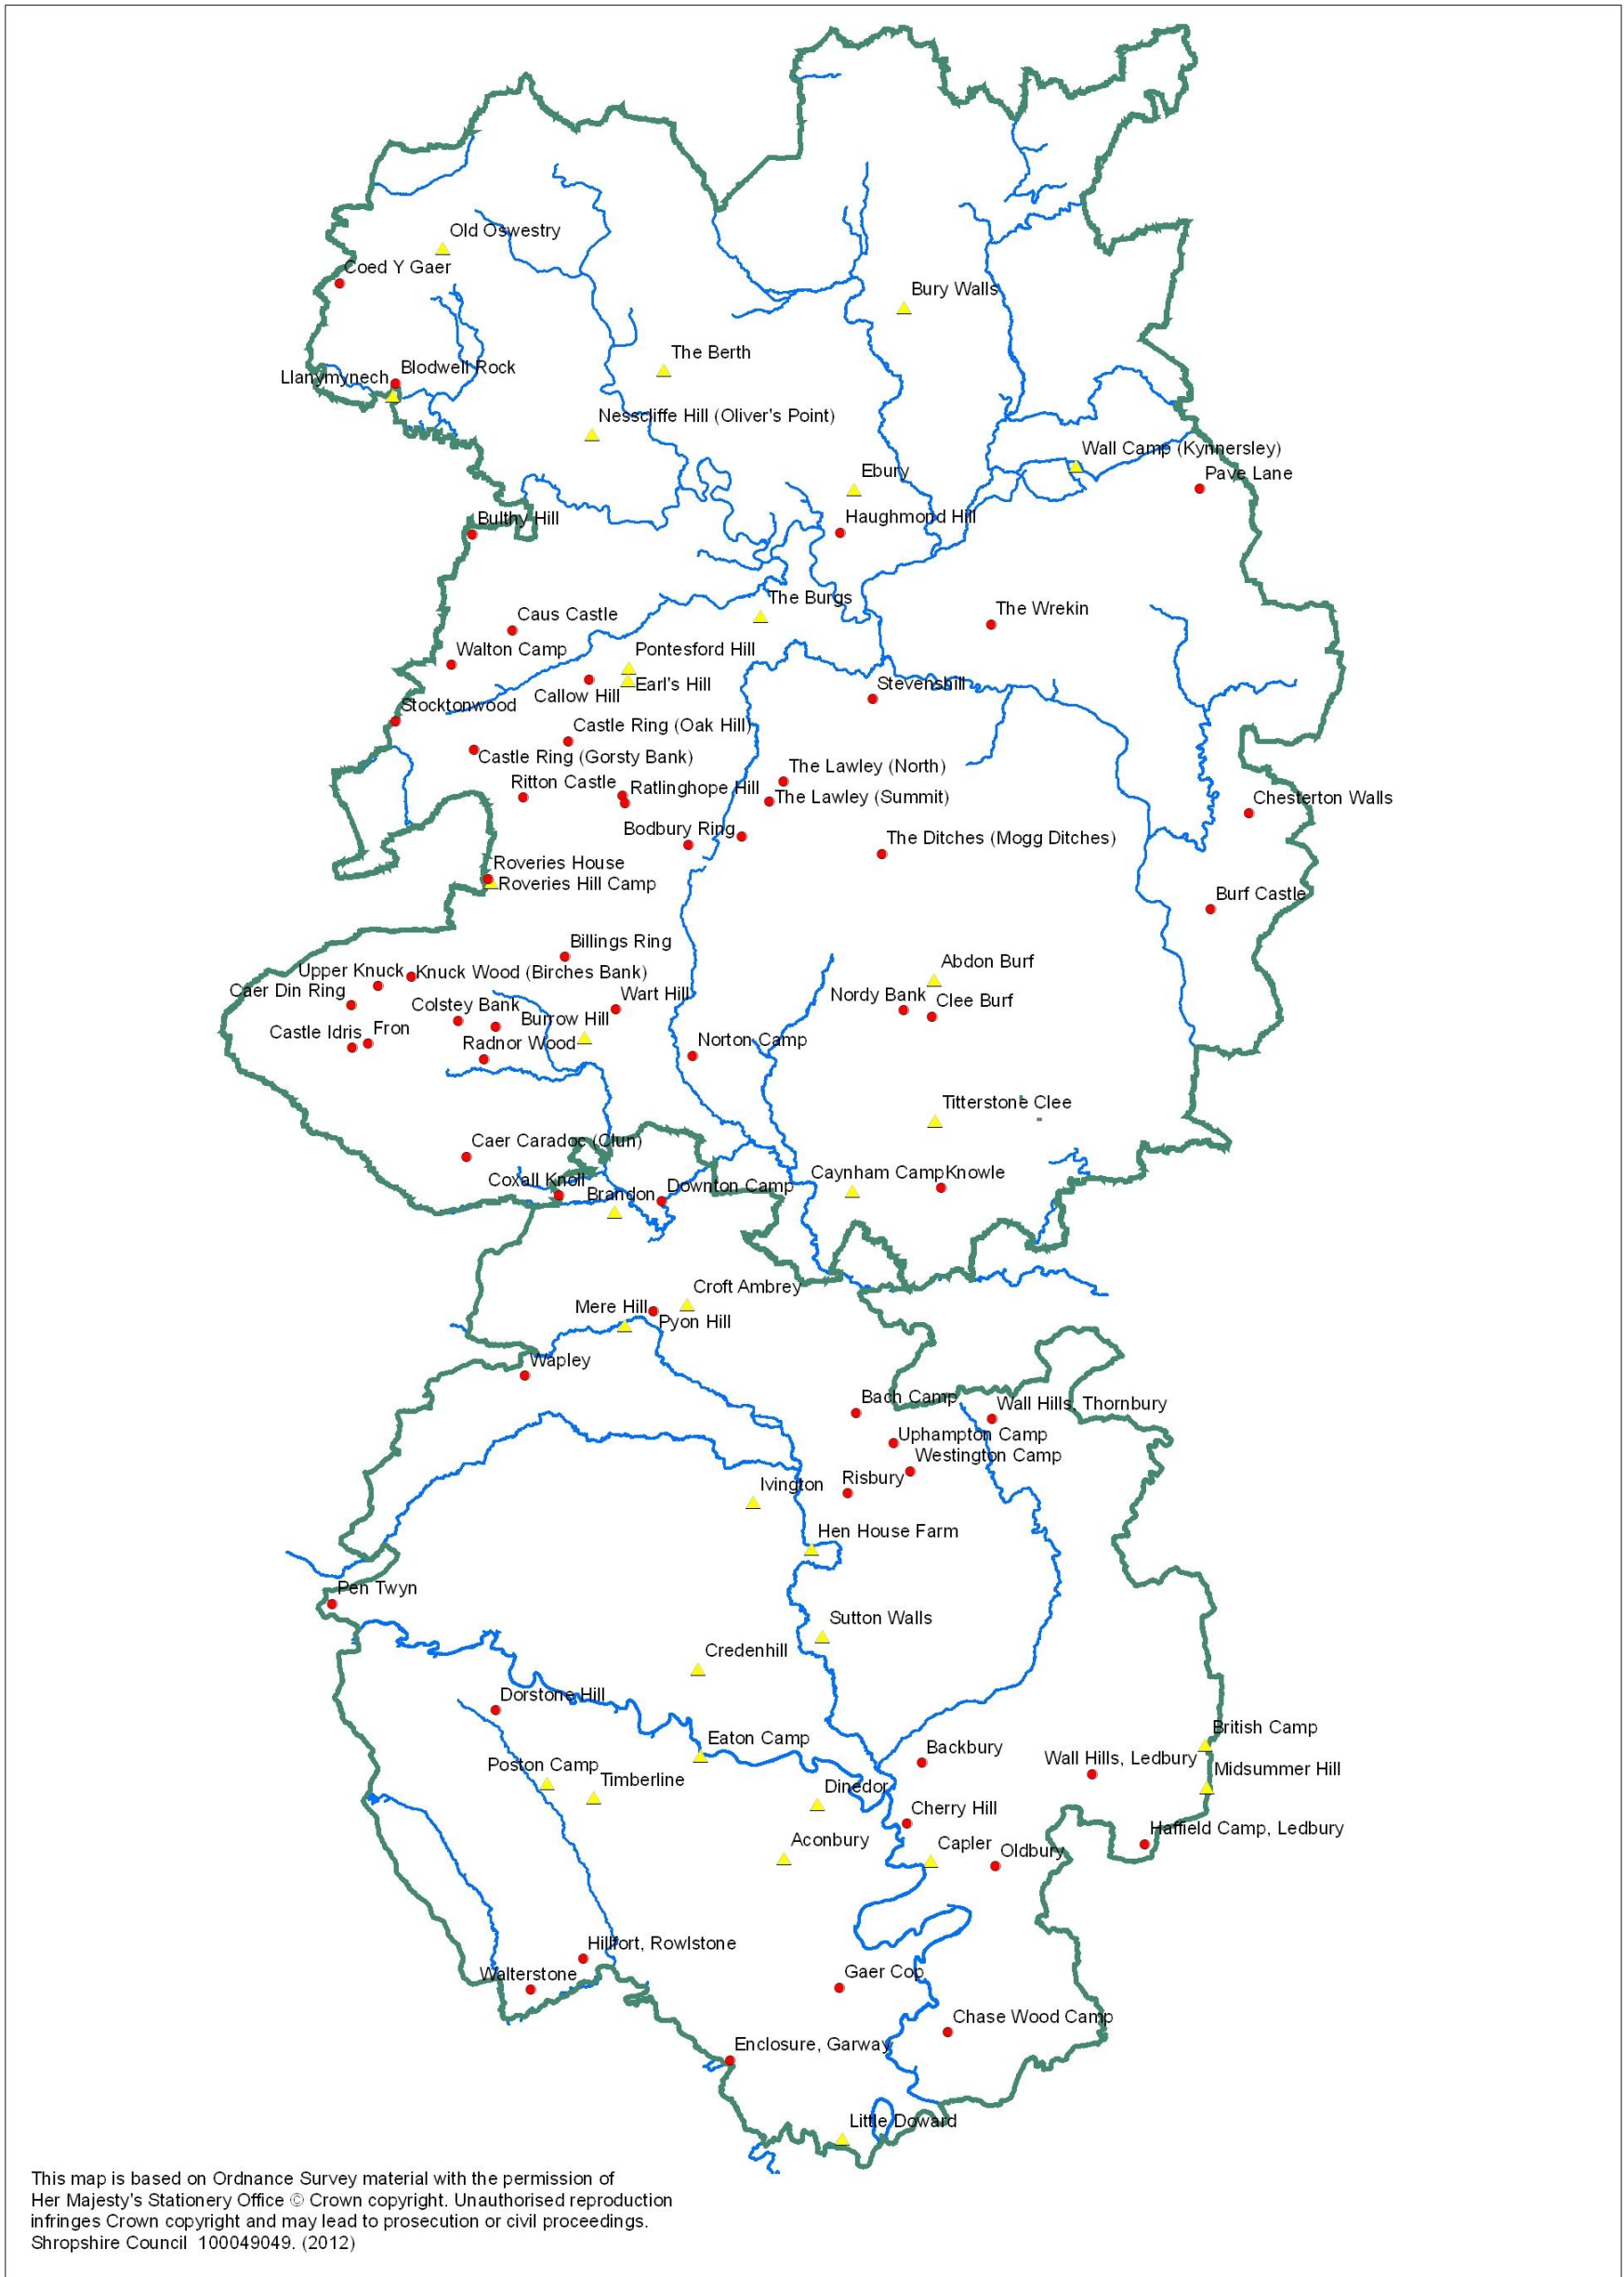 Old Oswestry
Coed Y Gaer
Bury Walls
The Berth
Blodwell Rock
Llanymynech
Nesscliffe Hill (Oliver's Point)
Wall Camp (Kynnersley)
Ebury
Pave Lane
Haughmond Hill
Bulthy Hill
The Burgs
The Wrekin
Caus Castle
Walton Camp
Pontesford Hill
Earl's Hill
Stevenshill
Callow Hill
Stocktonwood
Castle Ring (Oak Hill)
Castle Ring (Gorsty Bank)
The Lawley (North)
Ritton Castle
Ratlinghope Hill
The Lawley (Summit)
Chesterton Walls
Bodbury Ring
The Ditches (Mogg Ditches)
Roveries House
Roveries Hill Camp
Burf Castle
Billings Ring
Abdon Burf
Upper Knuck
Knuck Wood (Birches Bank)
Caer Din Ring
Wart Hill
Nordy Bank
Clee Burf
Colstey Bank
Burrow Hill
Castle Idris
Fron
Radnor Wood
Norton Camp
Titterstone Clee
Caer Caradoc (Clun)
Caynham Camp
Knowle
Coxall Knoll
Brandon
Downton Camp
Croft Ambrey
Mere Hill
Pyon Hill
Wapley
Bach Camp
Wall Hills, Thornbury
Uphampton Camp
Westington Camp
Risbury
Ivington
Hen House Farm
Pen Twyn
Sutton Walls
Credenhill
Dorstone Hill
British Camp
Eaton Camp
Backbury
Wall Hills, Ledbury
Poston Camp
Midsummer Hill
Timberline
Dinedor
Cherry Hill
Haffield Camp, Ledbury
Aconbury
Capler
Oldbury
Hillfort, Rowlstone
Walterstone
Gaer Cop
Chase Wood Camp
Enclosure, Garway
Little Doward
This map is based on Ordnance Survey material with the permission of
Her Majesty's Stationery Office © Crown copyright. Unauthorised reproduction
infringes Crown copyright and may lead to prosecution or civil proceedings.
Shropshire Council 100049049. (2012)